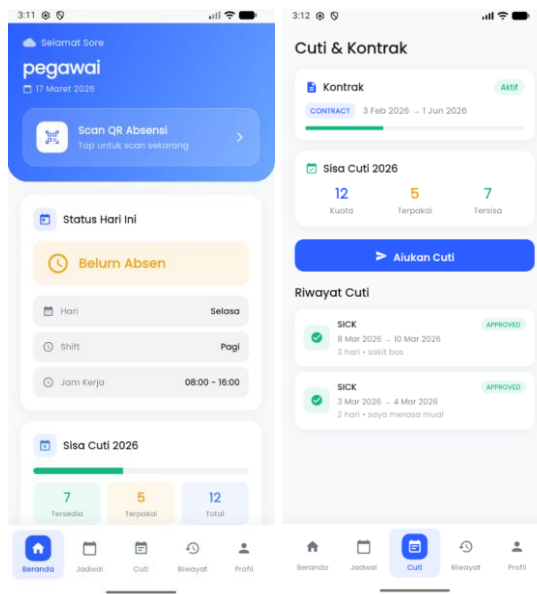 3:11
Selamat Sore
pegawai
17 Maret 2026
Scan QR Absensi
Tap untuk scan sekarang
Status Hari Ini
Belum Absen
Hari Selasa
Shift Pagi
Jam Kerja 08:00 - 16:00
Sisa Cuti 2026
7 5 12
Tersedia Terpakai Total
Beranda Jadwal Cuti Riwayat Profil
3:12
Cuti & Kontrak
Kontrak Aktif
CONTRACT 3 Feb 2026 → 1 Jun 2026
Sisa Cuti 2026
12 5 7
Kuota Terpakai Tersisa
Ajukan Cuti
Riwayat Cuti
SICK APPROVED
8 Mar 2026 → 10 Mar 2026
3 hari • sakit bos
SICK APPROVED
3 Mar 2026 → 4 Mar 2026
2 hari • saya merasa mual
Beranda Jadwal Cuti Riwayat Profil